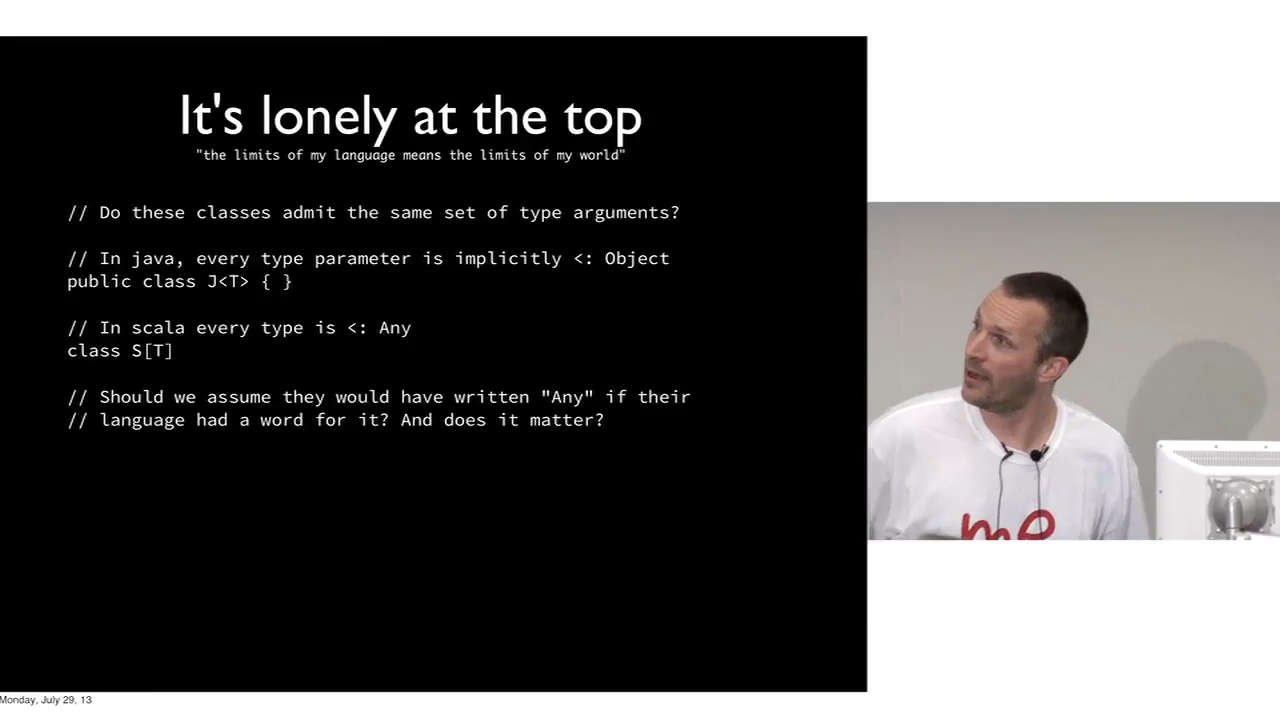 It's lonely at the top
"the limits of my language means the limits of my world"
// Do these classes admit the same set of type arguments?
// In java, every type parameter is implicitly <: Object
public class J<T> { }
// In scala every type is <: Any
class S[T]
// Should we assume they would have written "Any" if their
// language had a word for it? And does it matter?
me
Monday, July 29, 13